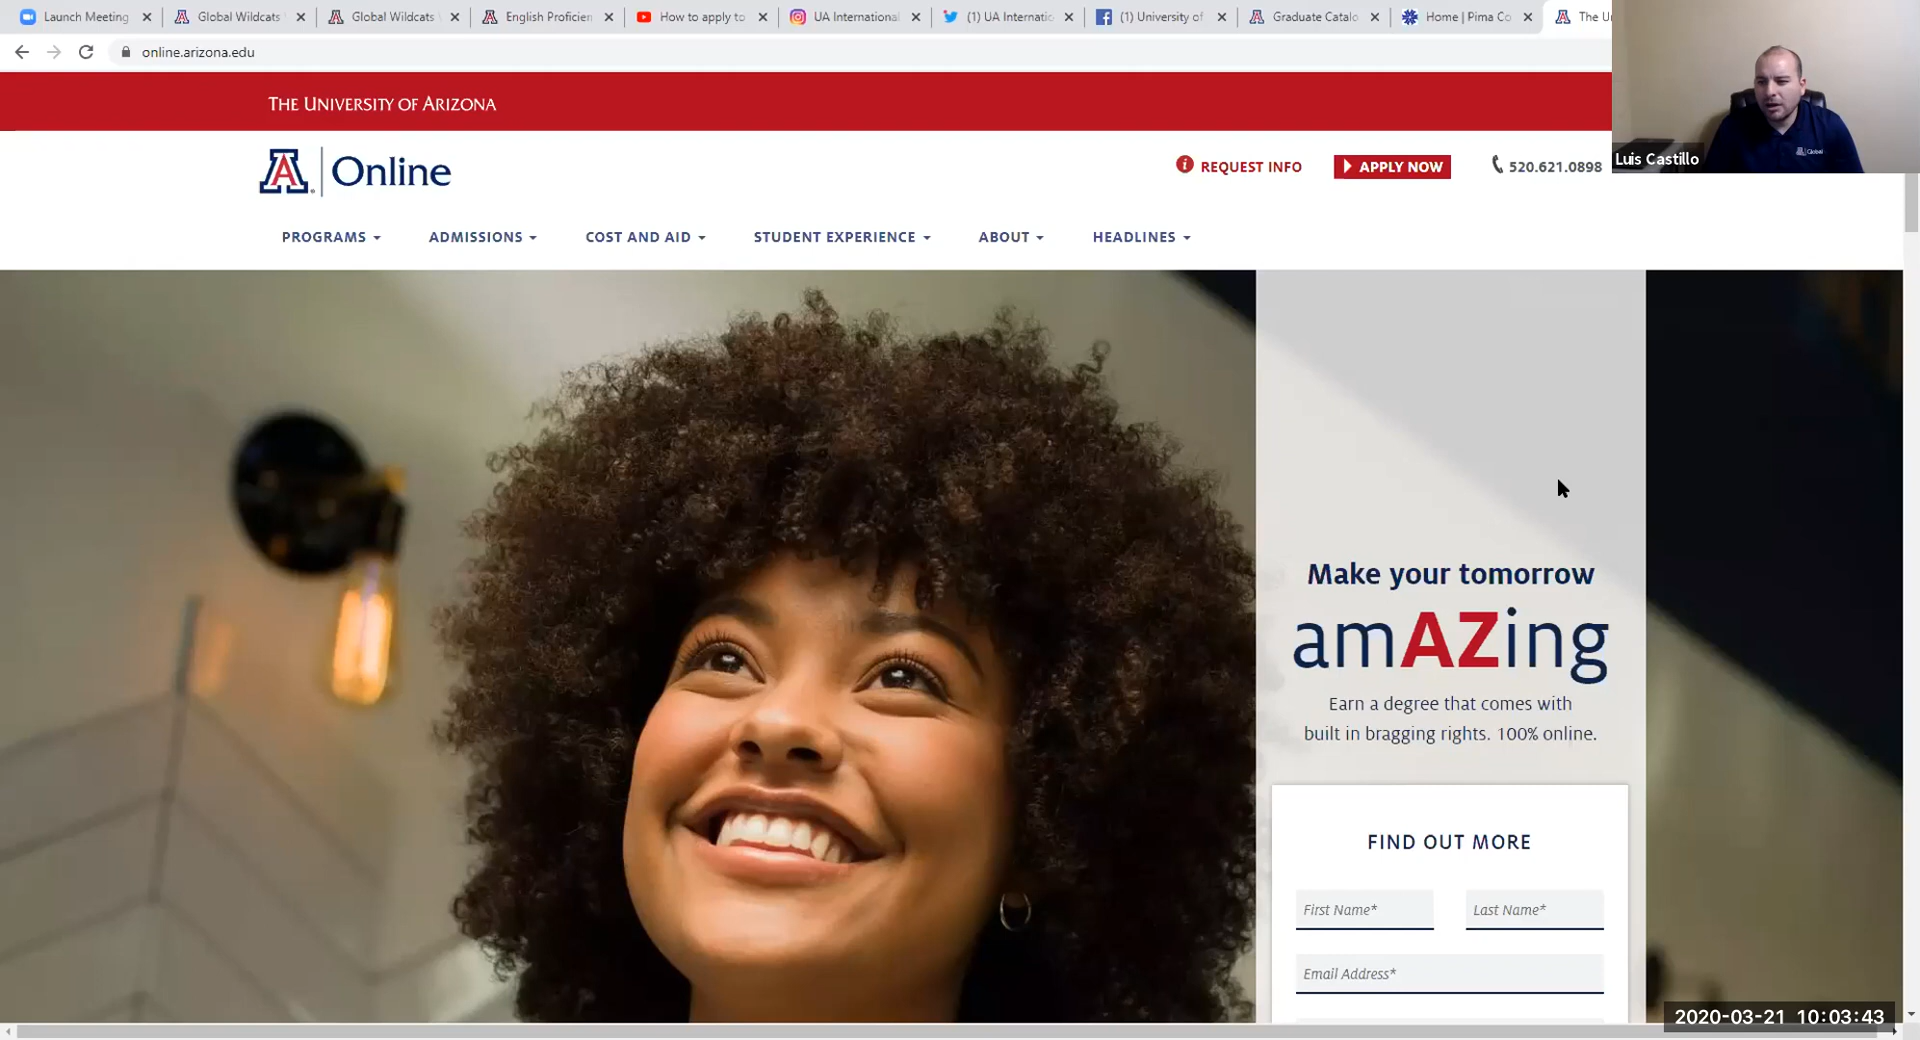 Launch Meeting
Global Wildcats
Global Wildcats
English Proficien
How to apply to
UA International
(1) UA Internatio
(1) University of
Graduate Catalo
Home | Pima Co
The U
online.arizona.edu
THE UNIVERSITY OF ARIZONA
A Online
REQUEST INFO
APPLY NOW
520.621.0898
Luis Castillo
PROGRAMS
ADMISSIONS
COST AND AID
STUDENT EXPERIENCE
ABOUT
HEADLINES
Make your tomorrow
amAZing
Earn a degree that comes with
built in bragging rights. 100% online.
FIND OUT MORE
First Name*
Last Name*
Email Address*
2020-03-21 10:03:43